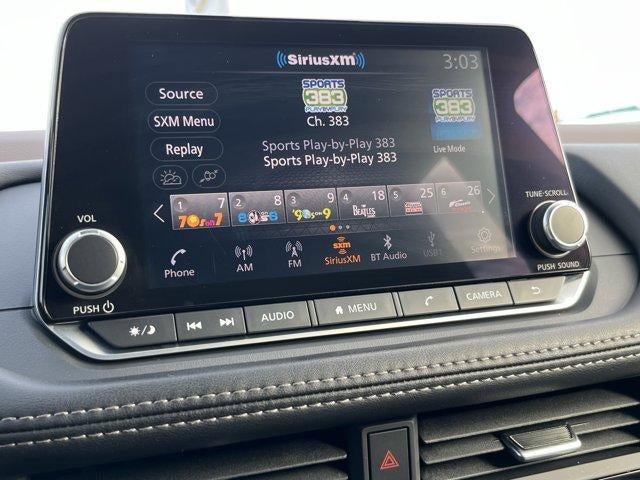 SiriusXM
3:03
Source
SPORTS
383
PLAY BY PLAY
SPORTS
383
PLAYBYPLAY
SXM Menu
Ch. 383
Replay
Sports Play-by-Play 383
Sports Play-by-Play 383
Live Mode
1 7
2 8
3 9
4 18
5 25
6 26
70s on 7
80s 8
90s on 9
THE BEATLES
TUNE-SCROLL
VOL
Phone
AM
FM
sxm
SiriusXM
BT Audio
USB1
Settings
PUSH SOUND
PUSH
AUDIO
MENU
CAMERA